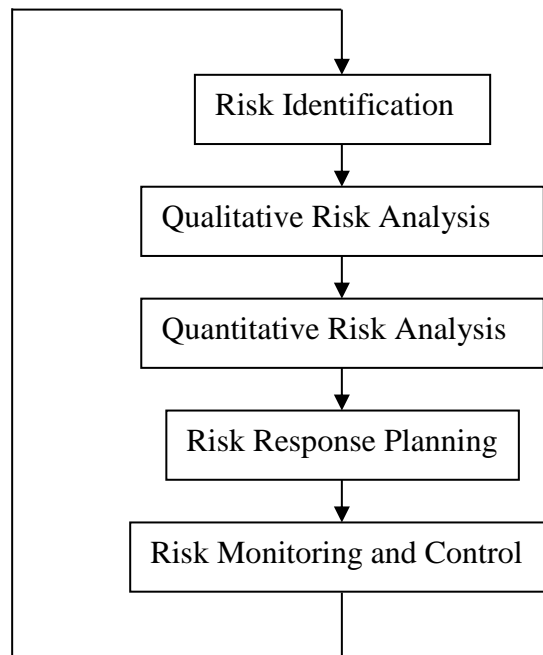 Risk Identification
Qualitative Risk Analysis
Quantitative Risk Analysis
Risk Response Planning
Risk Monitoring and Control